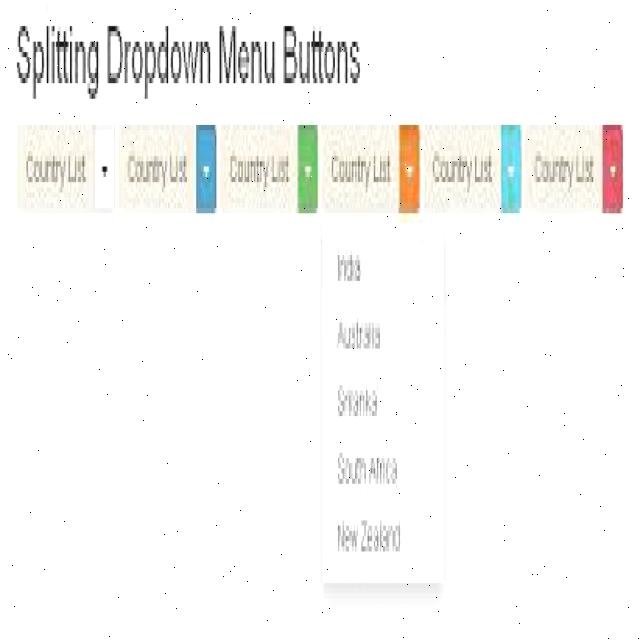 Splitting Dropdown Menu Buttons
Country List Country List Country List Country List Country List Country List
India
Australia
Srilanka
South Africa
New Zealand